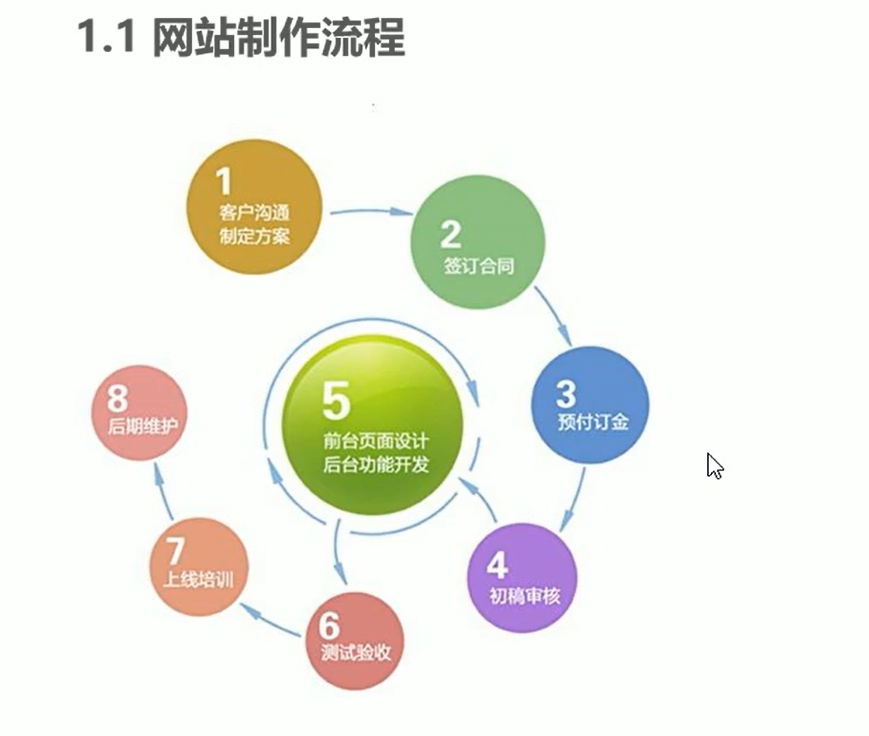 1.1 网站制作流程
1
客户沟通
制定方案
2
签订合同
3
预付订金
4
初稿审核
5
前台页面设计
后台功能开发
6
测试验收
7
上线培训
8
后期维护